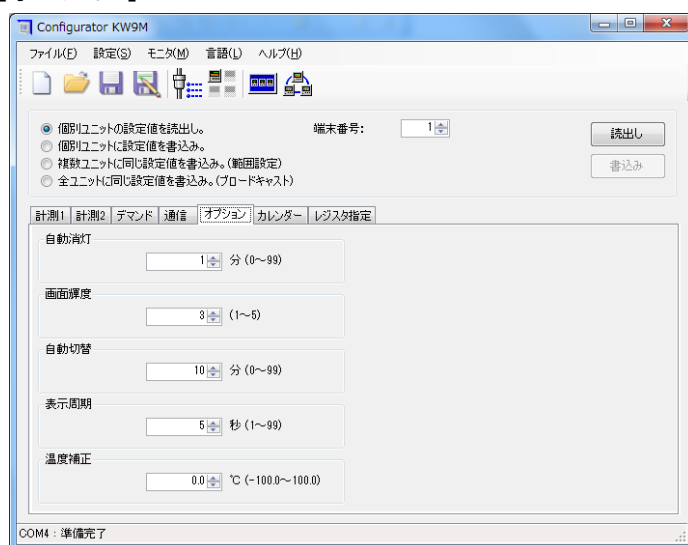 Configurator KW9M
ファイル(F) 設定(S) モニタ(M) 言語(L) ヘルプ(H)
個別ユニットの設定値を読出し。 端末番号: 1
読出し
個別ユニットに設定値を書込み。
複数ユニットに同じ設定値を書込み。(範囲設定)
書込み
全ユニットに同じ設定値を書込み。(ブロードキャスト)
計測1 計測2 デマンド 通信 オプション カレンダー レジスタ指定
自動消灯
1 分 (0～99)
画面輝度
3 (1～5)
自動切替
10 分 (0～99)
表示周期
5 秒 (1～99)
温度補正
0.0 ℃ (-100.0～100.0)
COM4 : 準備完了